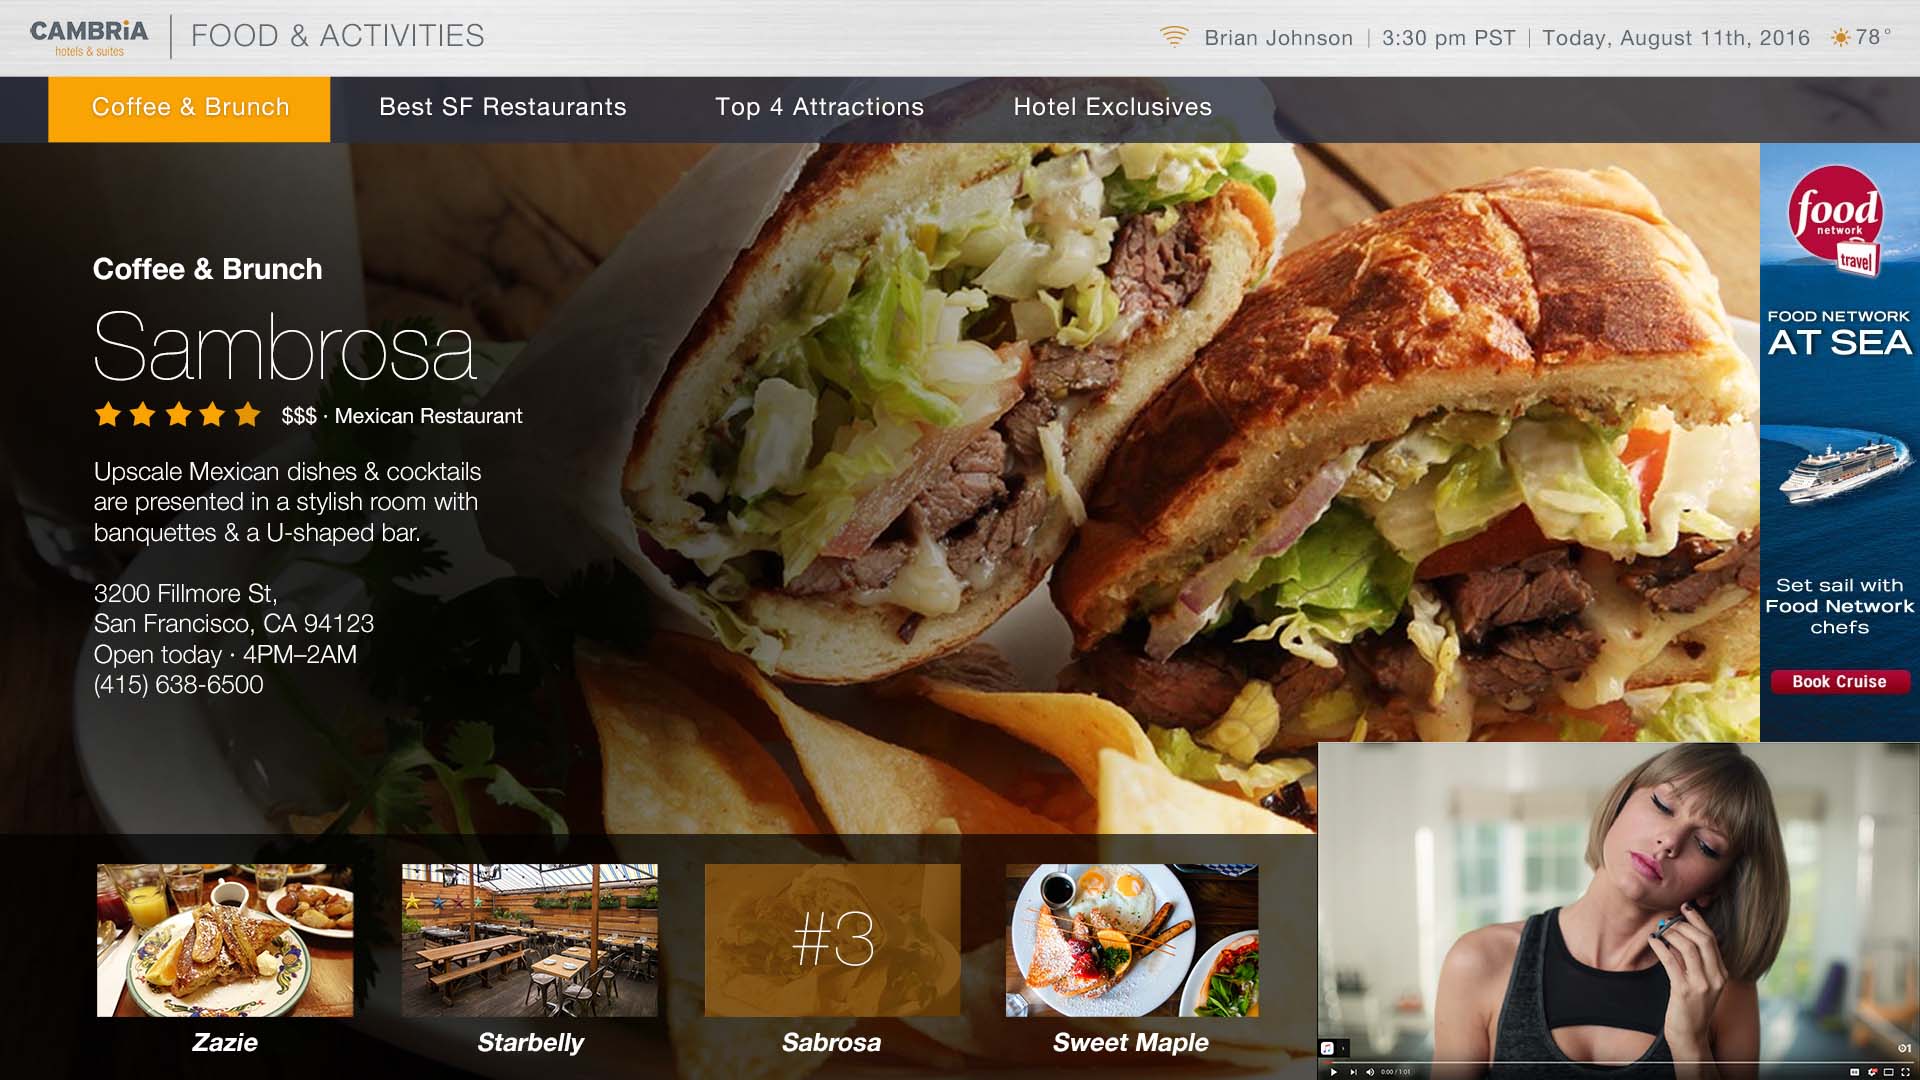 CAMBRiA
hotels & suites
FOOD & ACTIVITIES
Brian Johnson | 3:30 pm PST | Today, August 11th, 2016 78°
Coffee & Brunch
Best SF Restaurants
Top 4 Attractions
Hotel Exclusives
Coffee & Brunch
Sambrosa
$$$ · Mexican Restaurant
Upscale Mexican dishes & cocktails
are presented in a stylish room with
banquettes & a U-shaped bar.
3200 Fillmore St,
San Francisco, CA 94123
Open today · 4PM–2AM
(415) 638-6500
food
network
travel
FOOD NETWORK
AT SEA
Set sail with
Food Network
chefs
Book Cruise
#3
Zazie
Starbelly
Sabrosa
Sweet Maple
0:00 / 1:01